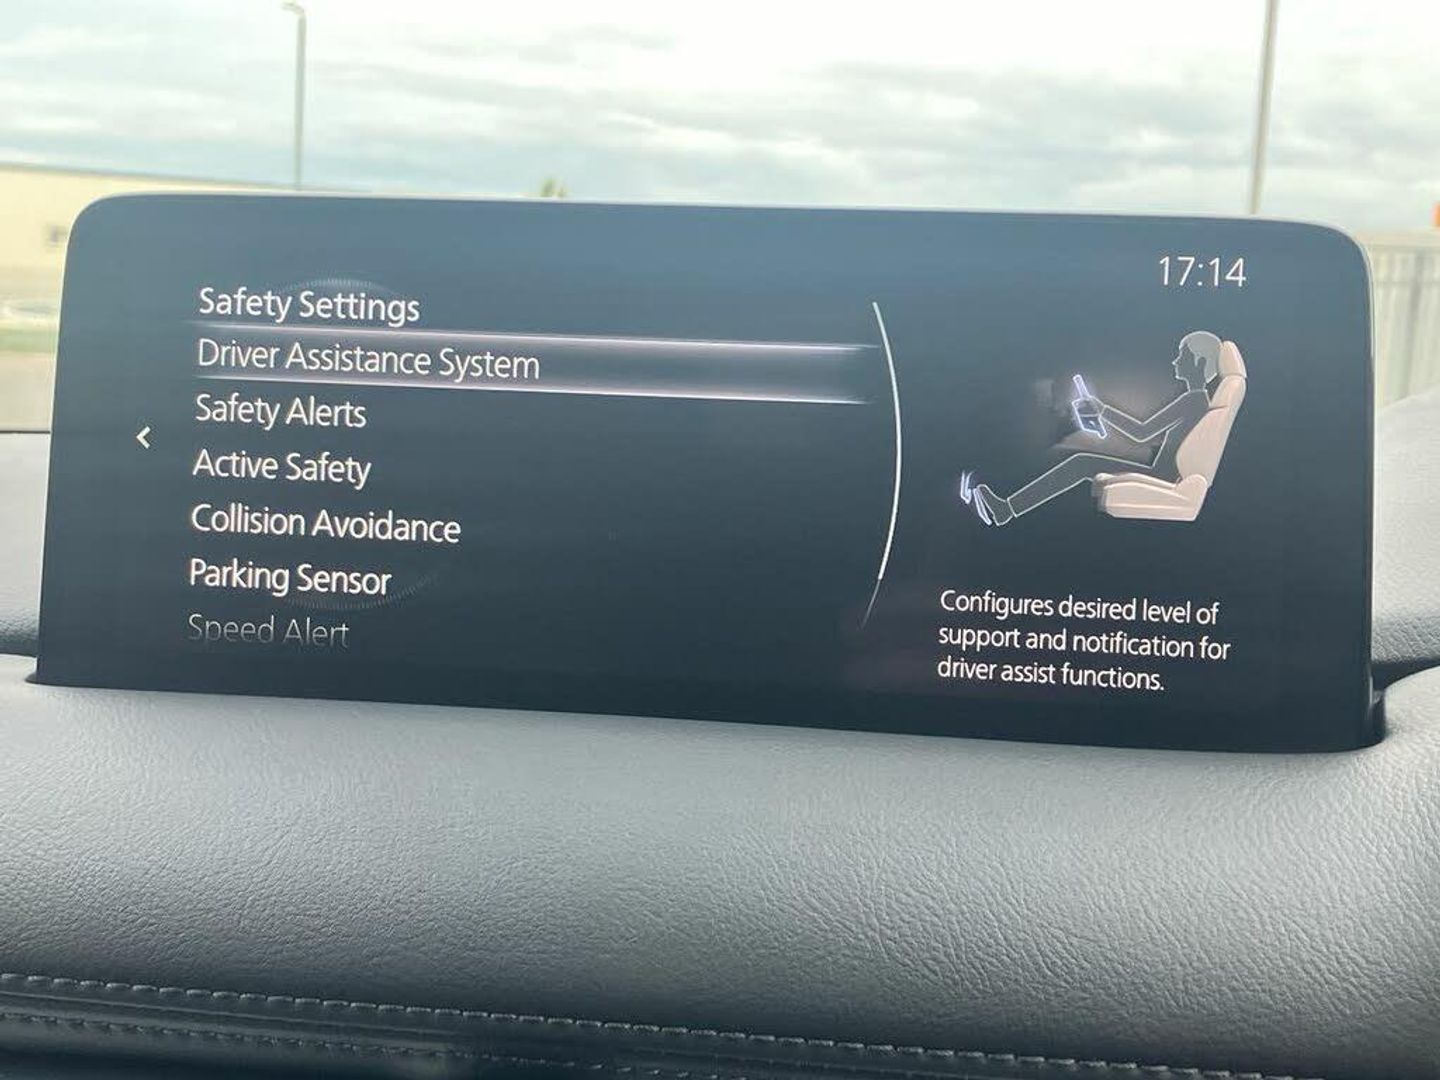 17:14
Safety Settings
Driver Assistance System
Safety Alerts
Active Safety
Collision Avoidance
Parking Sensor
Speed Alert
Configures desired level of
support and notification for
driver assist functions.